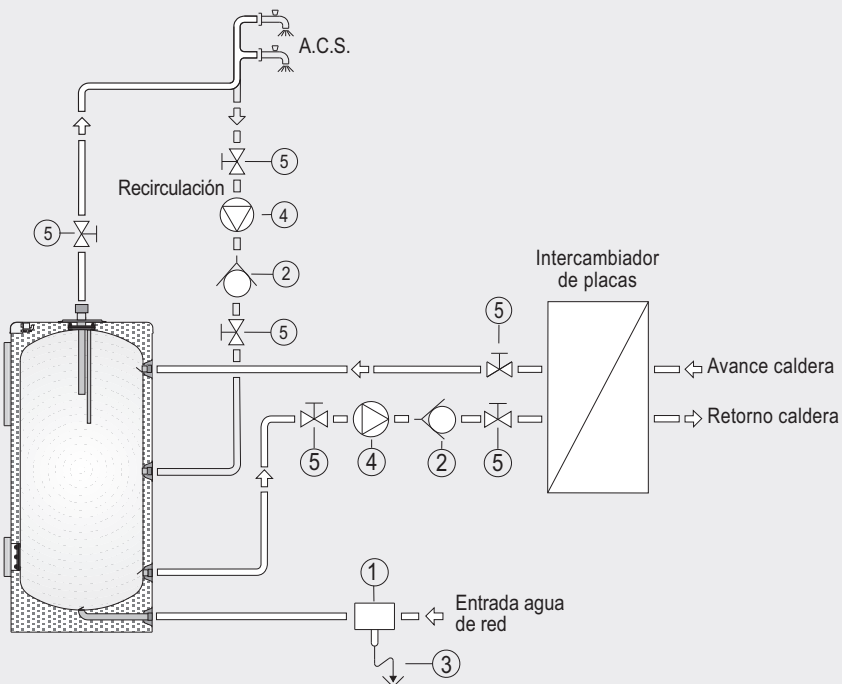 A.C.S.
5
Recirculación
4
5
2
5
Intercambiador
de placas
5
Avance caldera
Retorno caldera
5
4
2
5
1
Entrada agua
de red
3